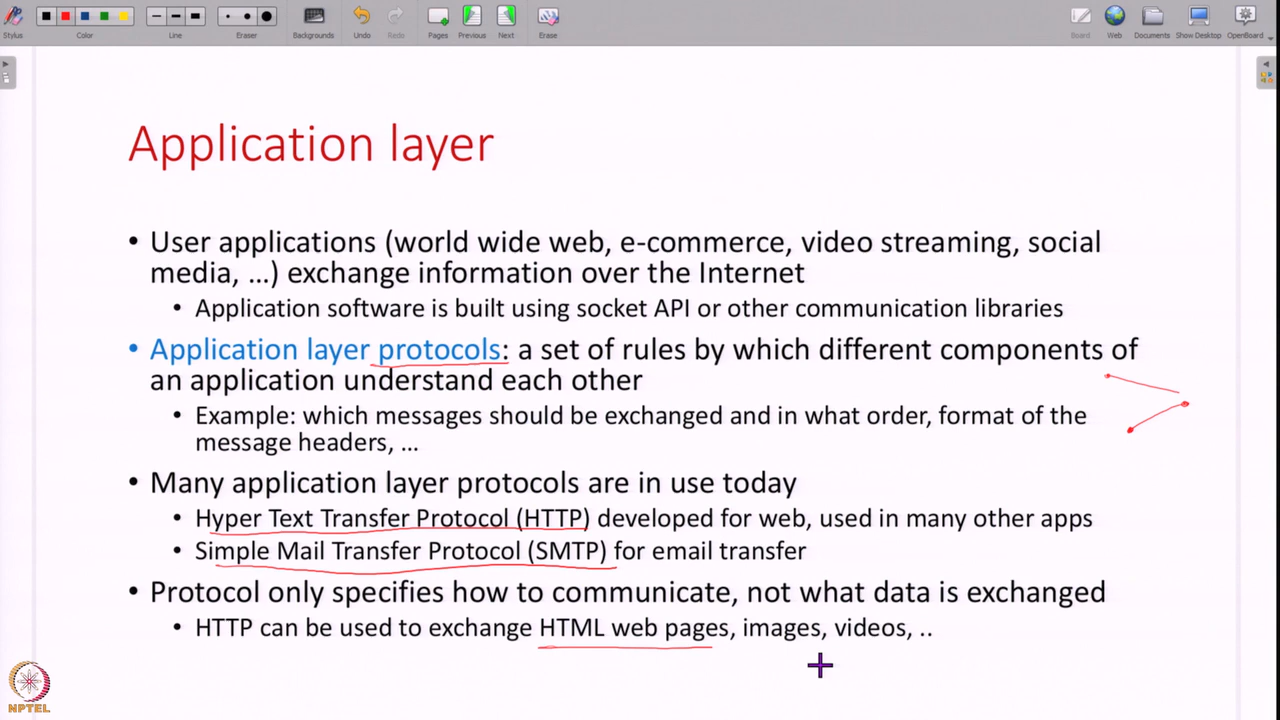 Stylus
Color
Line
Eraser
Backgrounds
Undo
Redo
Pages
Previous
Next
Erase
Board
Web
Documents
Show Desktop
OpenBoard
Application layer
• User applications (world wide web, e-commerce, video streaming, social
media, ...) exchange information over the Internet
• Application software is built using socket API or other communication libraries
• Application layer protocols: a set of rules by which different components of
an application understand each other
• Example: which messages should be exchanged and in what order, format of the
message headers, ...
• Many application layer protocols are in use today
• Hyper Text Transfer Protocol (HTTP) developed for web, used in many other apps
• Simple Mail Transfer Protocol (SMTP) for email transfer
• Protocol only specifies how to communicate, not what data is exchanged
• HTTP can be used to exchange HTML web pages, images, videos, ..
NPTEL